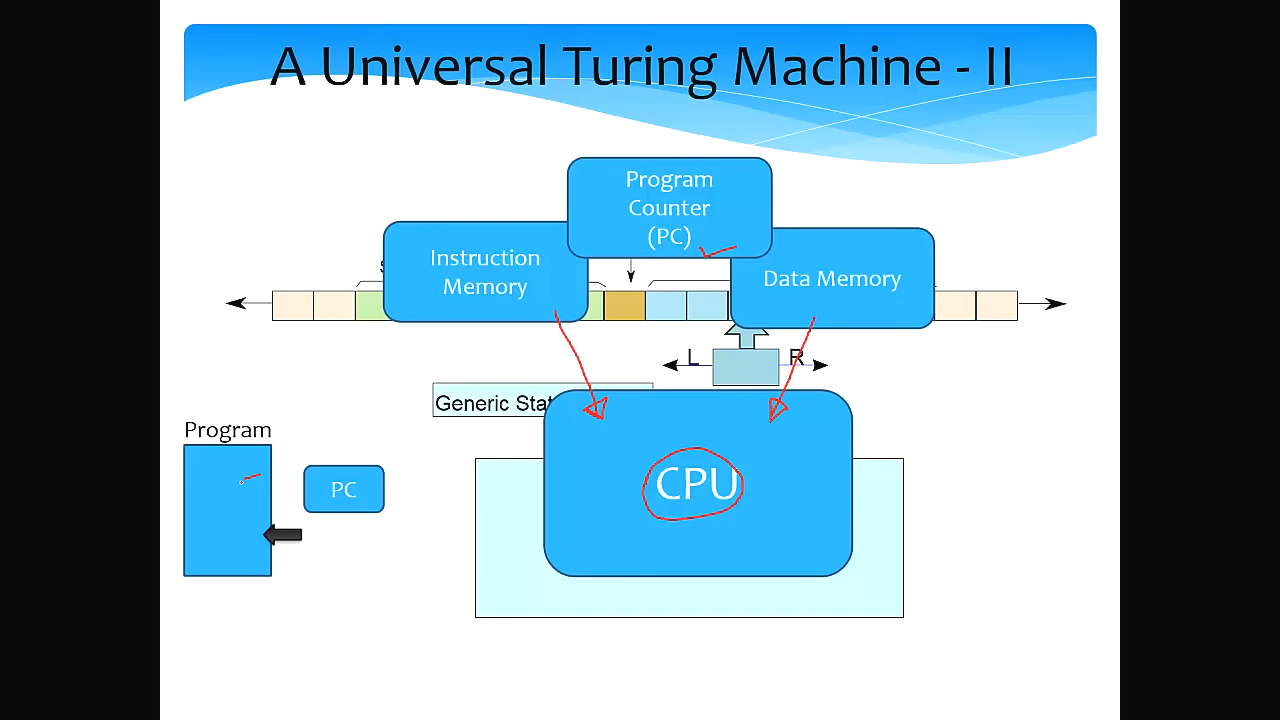 A Universal Turing Machine - II
Program
Counter
(PC)
Instruction
Memory
Data Memory
L
R
Generic Stat
CPU
Program
PC